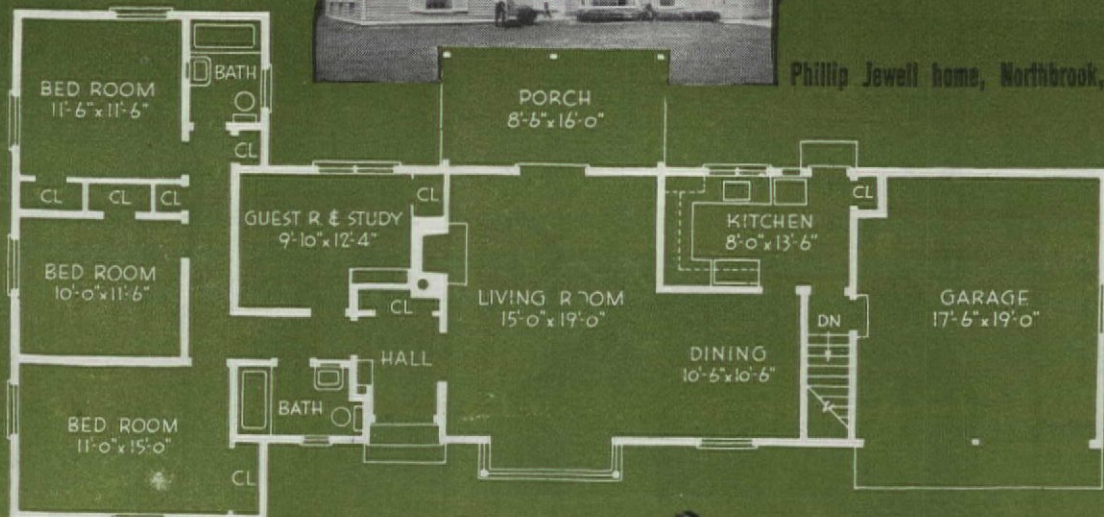 Phillip Jewell home, Northbrook,
BED ROOM
11'-6"x11'-6"
BATH
CL
PORCH
8'-6"x16'-0"
CL
CL
CL
CL
GUEST R. & STUDY
9'-10"x12'-4"
CL
KITCHEN
8'-0"x13'-6"
CL
BED ROOM
10'-0"x11'-6"
LIVING ROOM
15'-0"x19'-0"
CL
GARAGE
17'-6"x19'-0"
DN
HALL
DINING
10'-6"x10'-6"
BED ROOM
11'-0"x15'-0"
BATH
CL